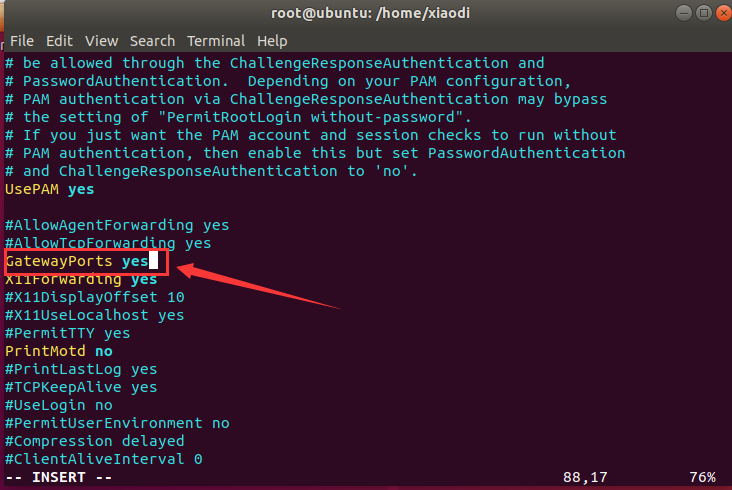 root@ubuntu: /home/xiaodi
File Edit View Search Terminal Help
# be allowed through the ChallengeResponseAuthentication and
# PasswordAuthentication.  Depending on your PAM configuration,
# PAM authentication via ChallengeResponseAuthentication may bypass
# the setting of "PermitRootLogin without-password".
# If you just want the PAM account and session checks to run without
# PAM authentication, then enable this but set PasswordAuthentication
# and ChallengeResponseAuthentication to 'no'.
UsePAM yes
#AllowAgentForwarding yes
#AllowTcpForwarding yes
GatewayPorts yes
X11Forwarding yes
#X11DisplayOffset 10
#X11UseLocalhost yes
#PermitTTY yes
PrintMotd no
#PrintLastLog yes
#TCPKeepAlive yes
#UseLogin no
#PermitUserEnvironment no
#Compression delayed
#ClientAliveInterval 0
-- INSERT -- 88,17 76%